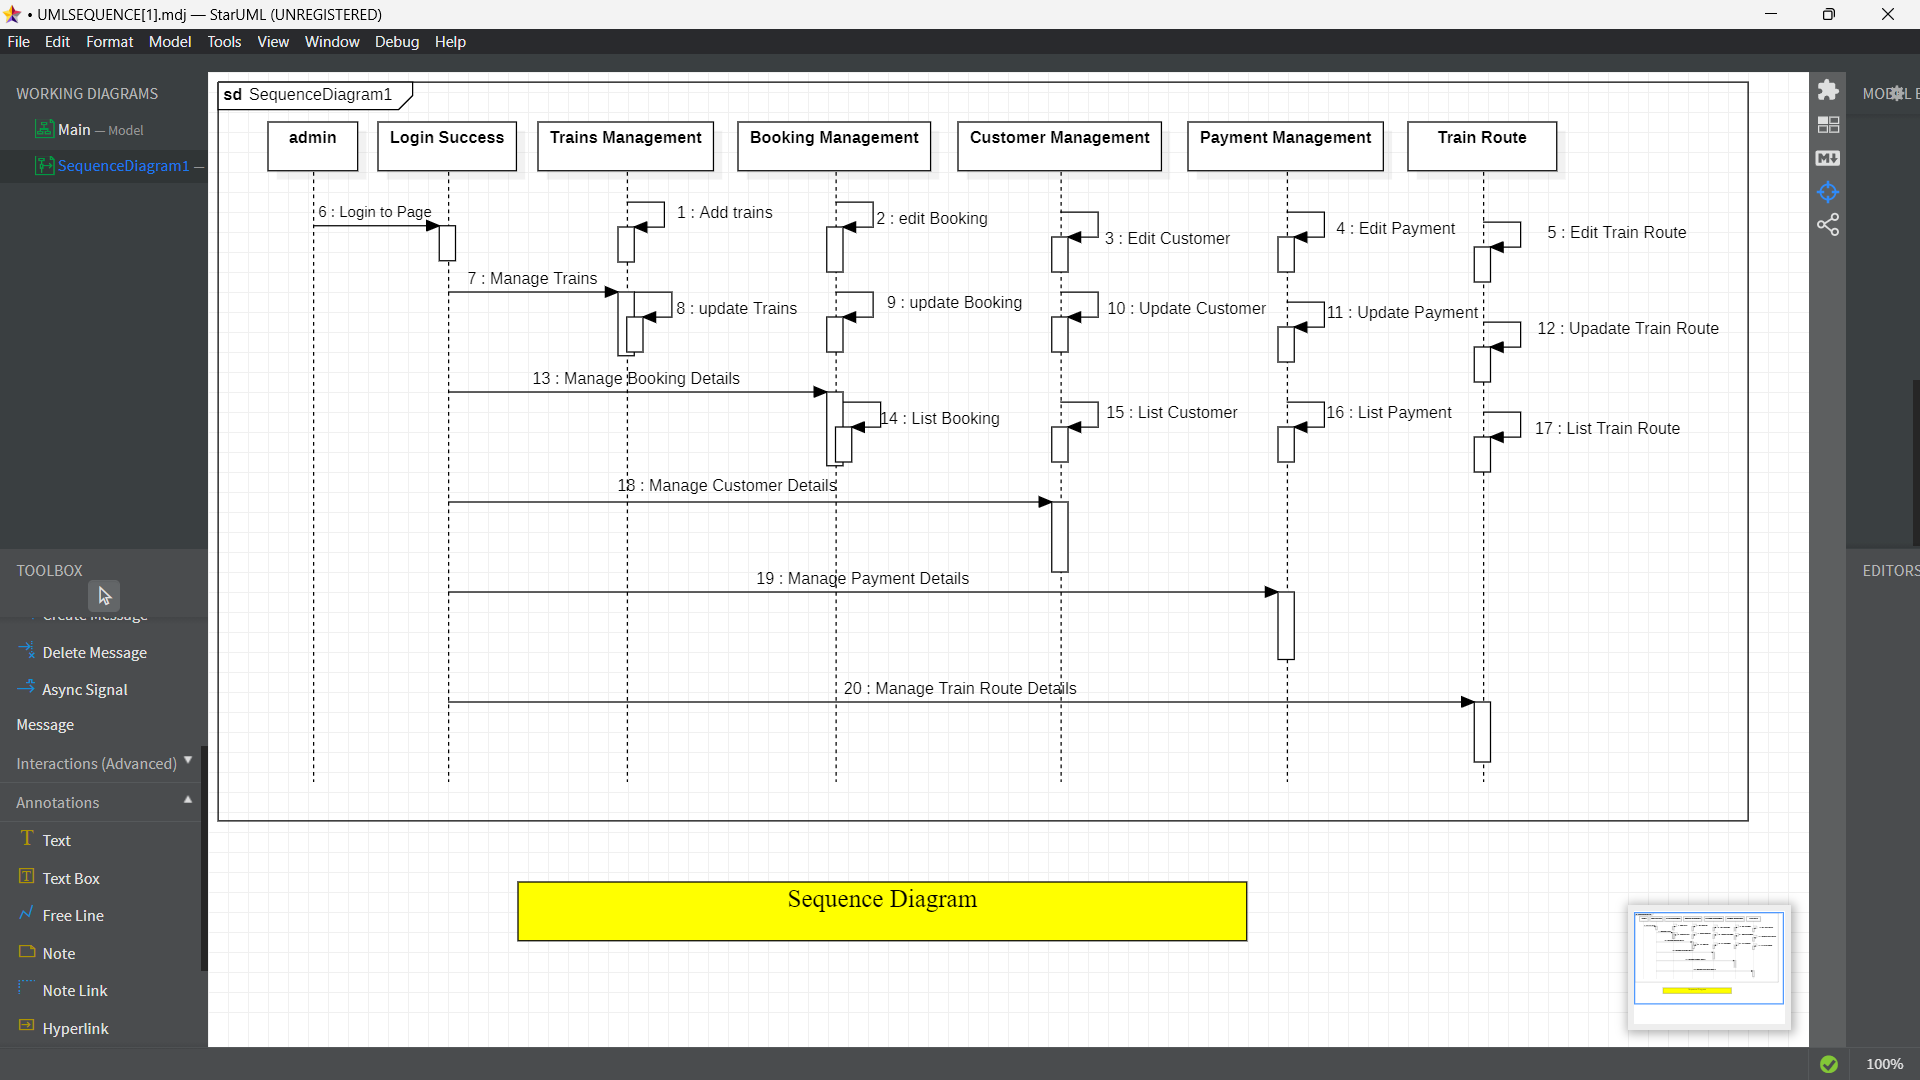 • UMLSEQUENCE[1].mdj — StarUML (UNREGISTERED)
File Edit Format Model Tools View Window Debug Help
WORKING DIAGRAMS
Main — Model
SequenceDiagram1 —
TOOLBOX
Create Message
Delete Message
Async Signal
Message
Interactions (Advanced)
Annotations
Text
Text Box
Free Line
Note
Note Link
Hyperlink
sd SequenceDiagram1
admin
Login Success
Trains Management
Booking Management
Customer Management
Payment Management
Train Route
6 : Login to Page
1 : Add trains
2 : edit Booking
3 : Edit Customer
4 : Edit Payment
5 : Edit Train Route
7 : Manage Trains
8 : update Trains
9 : update Booking
10 : Update Customer
11 : Update Payment
12 : Upadate Train Route
13 : Manage Booking Details
14 : List Booking
15 : List Customer
16 : List Payment
17 : List Train Route
18 : Manage Customer Details
19 : Manage Payment Details
20 : Manage Train Route Details
Sequence Diagram
M↓
EDITORS
100%